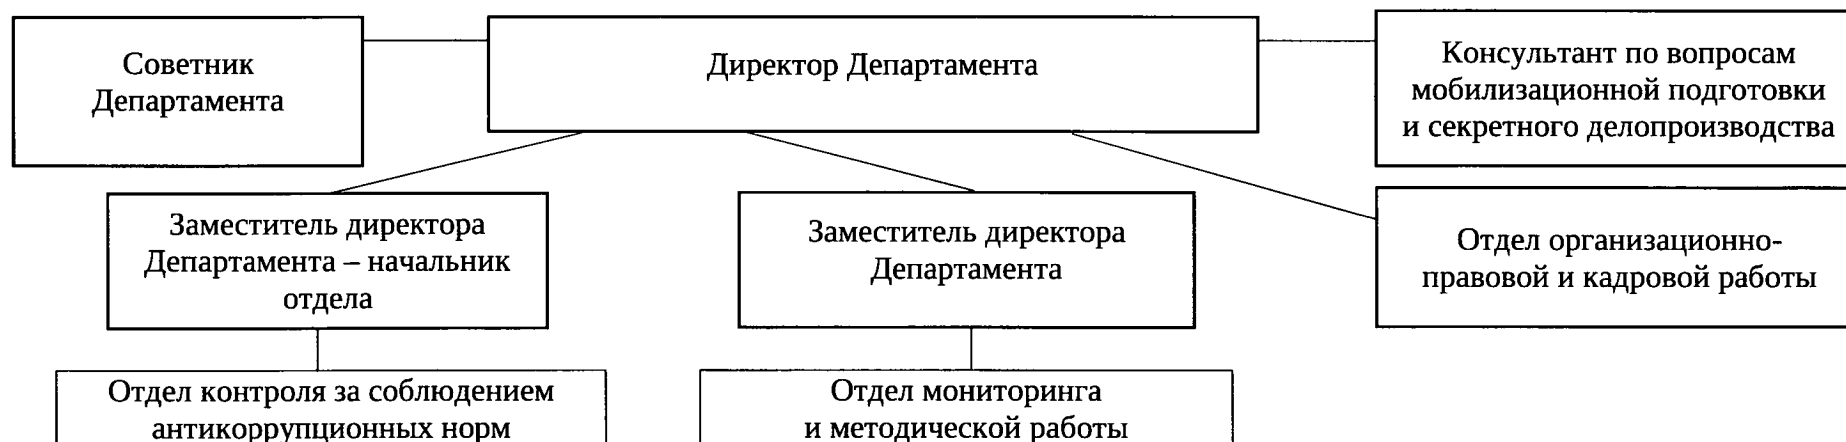 Советник
Департамента
Директор Департамента
Консультант по вопросам
мобилизационной подготовки
и секретного делопроизводства
Заместитель директора
Департамента – начальник
отдела
Заместитель директора
Департамента
Отдел организационно-
правовой и кадровой работы
Отдел контроля за соблюдением
антикоррупционных норм
Отдел мониторинга
и методической работы